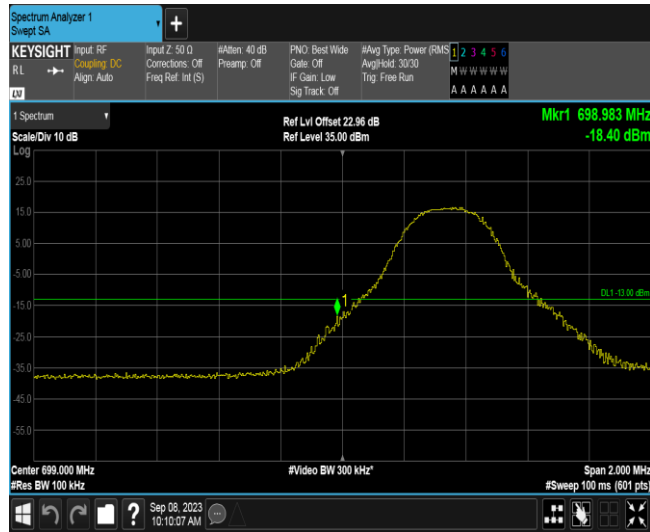 Spectrum Analyzer 1
Swept SA
+
KEYSIGHT
RL
LXI
Input: RF
Coupling: DC
Align: Auto
Input Z: 50 Ω
Corrections: Off
Freq Ref: Int (S)
#Atten: 40 dB
Preamp: Off
PNO: Best Wide
Gate: Off
IF Gain: Low
Sig Track: Off
#Avg Type: Power (RMS
Avg|Hold: 30/30
Trig: Free Run
1 2 3 4 5 6
M W W W W W
A A A A A A
1 Spectrum
Scale/Div 10 dB
Log
Ref Lvl Offset 22.96 dB
Ref Level 35.00 dBm
Mkr1 698.983 MHz
-18.40 dBm
25.0
15.0
5.00
-5.00
-15.0
-25.0
-35.0
-45.0
-55.0
1
DL1 -13.00 dBm
Center 699.000 MHz
#Res BW 100 kHz
#Video BW 300 kHz*
Span 2.000 MHz
#Sweep 100 ms (601 pts)
?
Sep 08, 2023
10:10:07 AM